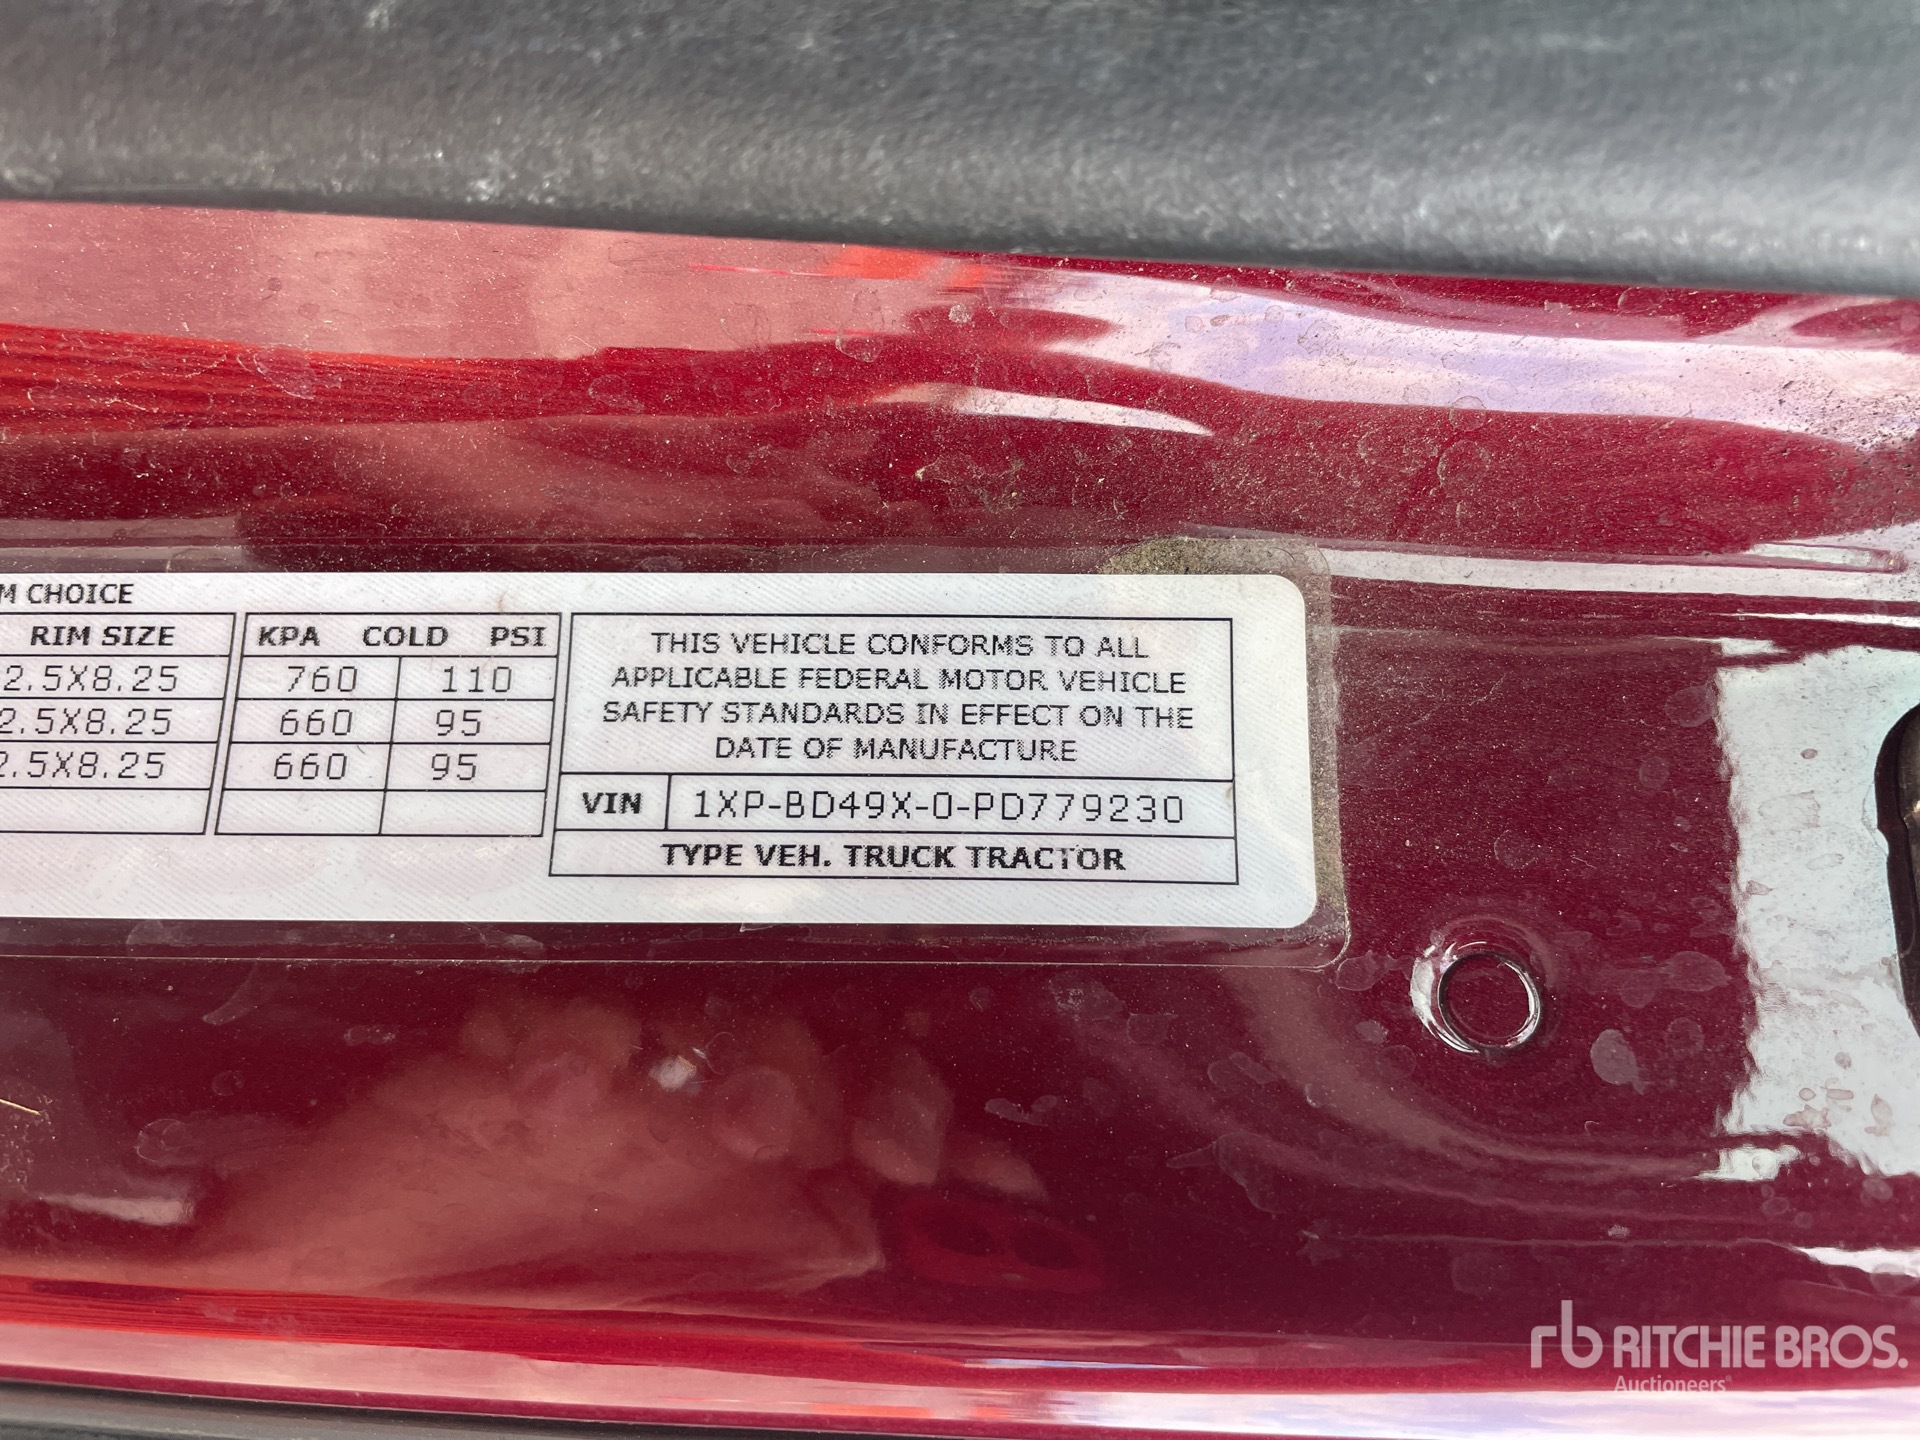 M CHOICE
RIM SIZE KPA COLD PSI
2.5X8.25 760 110
2.5X8.25 660 95
2.5X8.25 660 95
THIS VEHICLE CONFORMS TO ALL
APPLICABLE FEDERAL MOTOR VEHICLE
SAFETY STANDARDS IN EFFECT ON THE
DATE OF MANUFACTURE
VIN 1XP-BD49X-0-PD779230
TYPE VEH. TRUCK TRACTOR
rb RITCHIE BROS.
Auctioneers